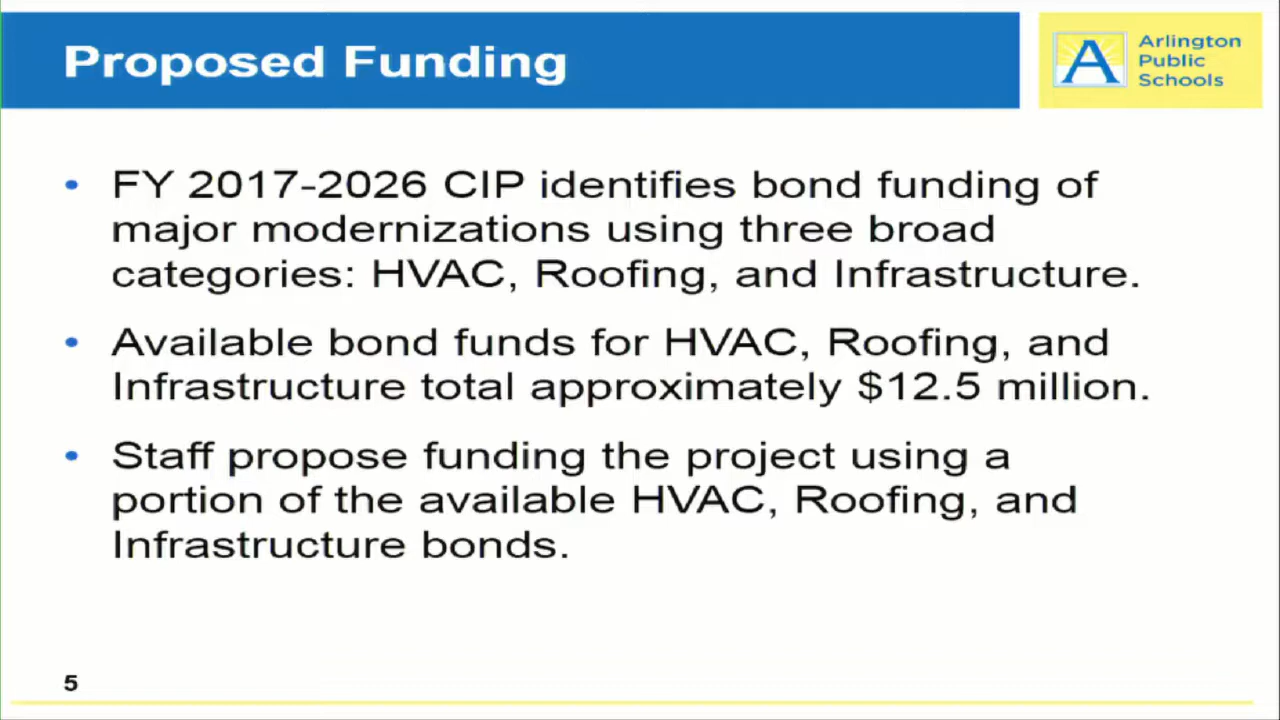 Proposed Funding
A
Arlington
Public
Schools
• FY 2017-2026 CIP identifies bond funding of
major modernizations using three broad
categories: HVAC, Roofing, and Infrastructure.
• Available bond funds for HVAC, Roofing, and
Infrastructure total approximately $12.5 million.
• Staff propose funding the project using a
portion of the available HVAC, Roofing, and
Infrastructure bonds.
5